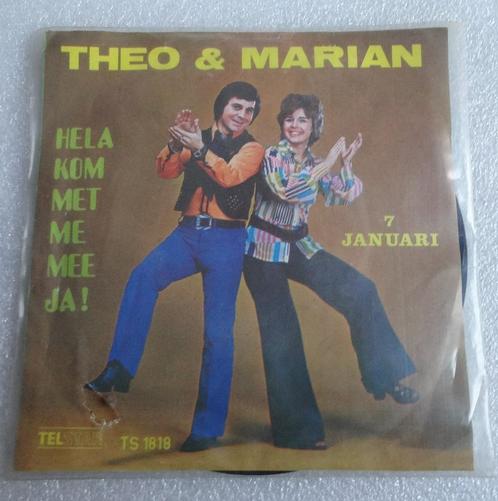 THEO & MARIAN
HELA
KOM
MET
ME
MEE
JA!
7
JANUARI
TELSTAR
TS 1818